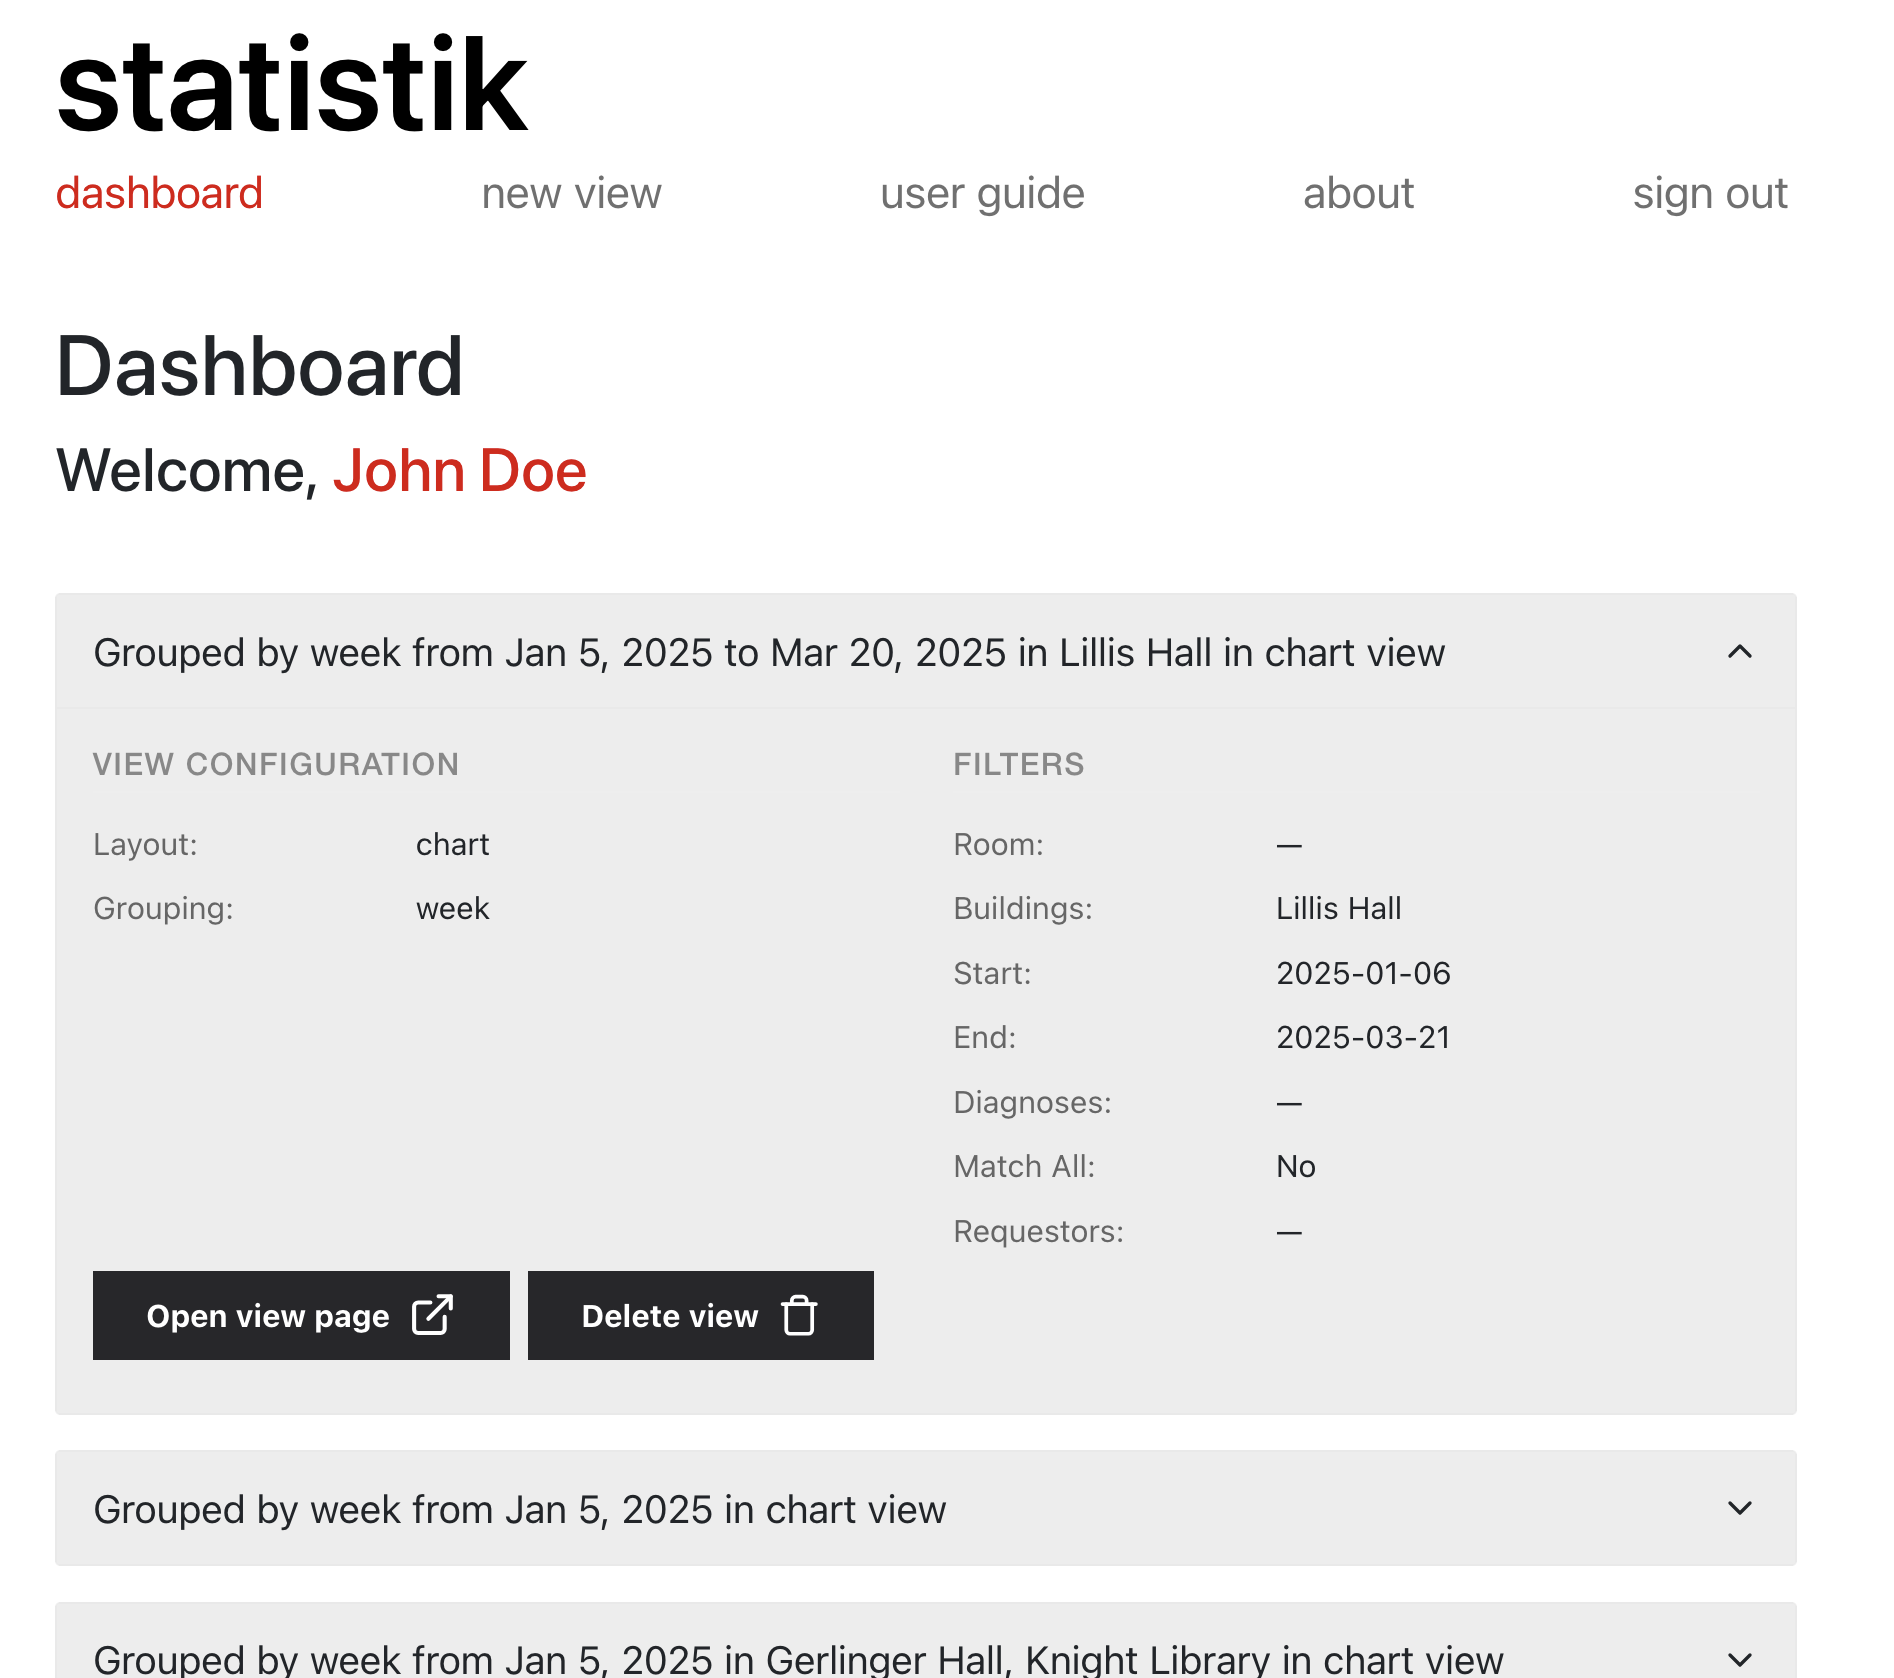 statistik
dashboard new view user guide about sign out
Dashboard
Welcome, John Doe
Grouped by week from Jan 5, 2025 to Mar 20, 2025 in Lillis Hall in chart view
VIEW CONFIGURATION
Layout: chart
Grouping: week
FILTERS
Room: —
Buildings: Lillis Hall
Start: 2025-01-06
End: 2025-03-21
Diagnoses: —
Match All: No
Requestors: —
Open view page
Delete view
Grouped by week from Jan 5, 2025 in chart view
Grouped by week from Jan 5, 2025 in Gerlinger Hall, Knight Library in chart view